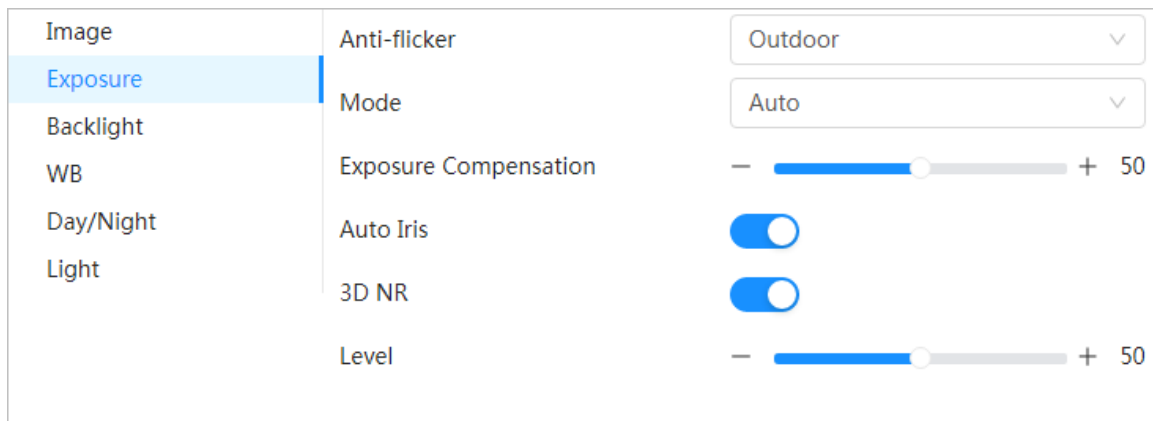 Image
Exposure
Backlight
WB
Day/Night
Light
Anti-flicker Outdoor
Mode Auto
Exposure Compensation — + 50
Auto Iris
3D NR
Level — + 50